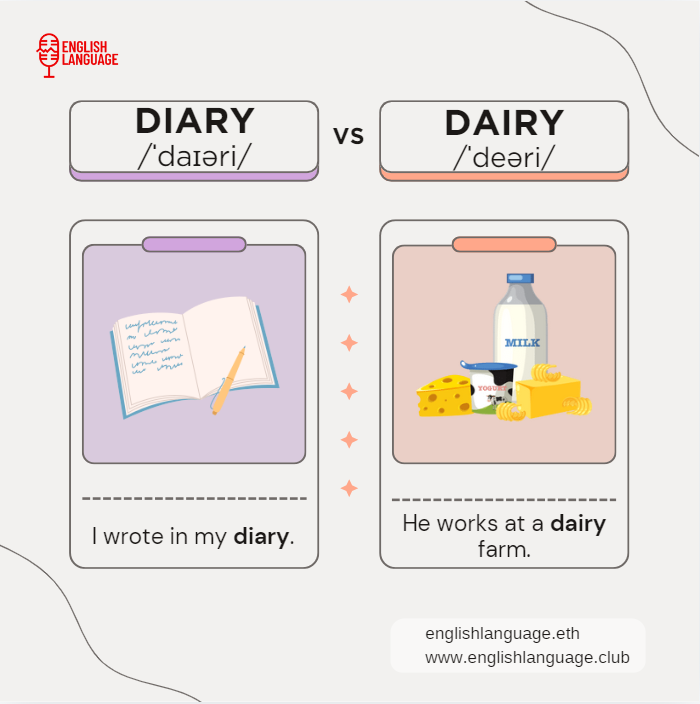 ENGLISH
LANGUAGE
DIARY
/ˈdaɪəri/
VS
DAIRY
/ˈdeəri/
MILK
YOGURT
I wrote in my diary.
He works at a dairy
farm.
englishlanguage.eth
www.englishlanguage.club